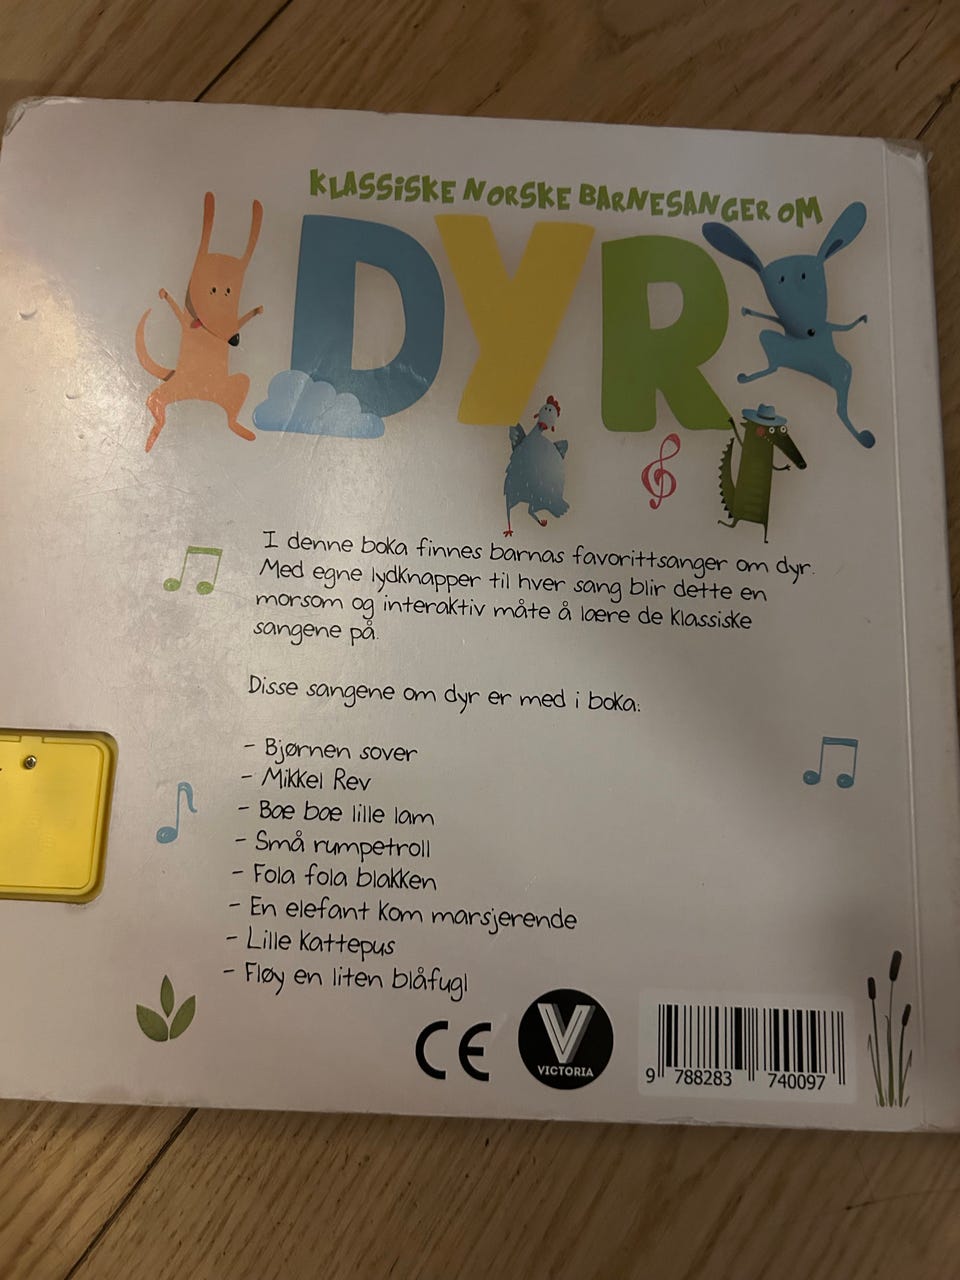 KLASSISKE NORSKE BARNESANGER OM
DYR
I denne boka finnes barnas favorittsanger om dyr.
Med egne lydknapper til hver sang blir dette en
morsom og interaktiv måte å lære de klassiske
sangene på.
Disse sangene om dyr er med i boka:
- Bjørnen sover
- Mikkel Rev
- Bæ bæ lille lam
- Små rumpetroll
- Fola fola blakken
- En elefant kom marsjerende
- Lille kattepus
- Fløy en liten blåfugl
CE
V
VICTORIA
9 788283 740097